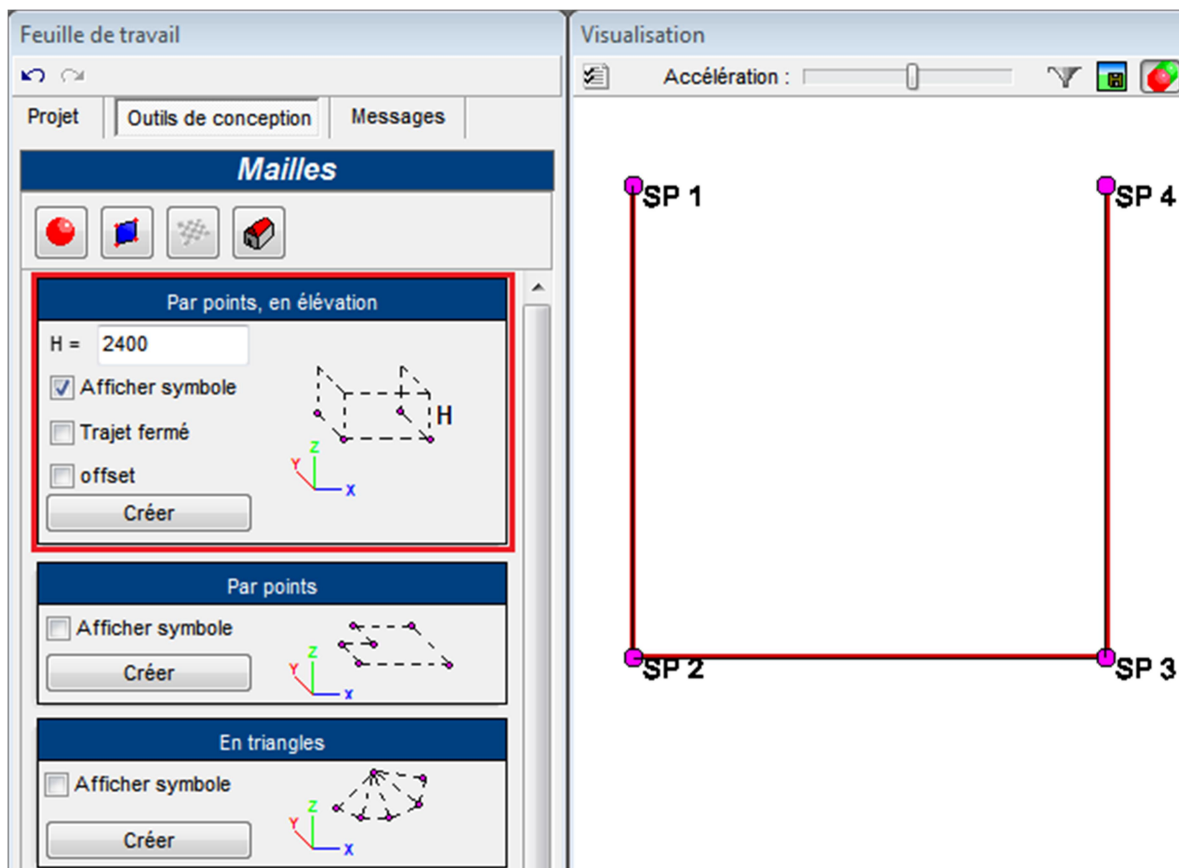 Feuille de travail
Projet
Outils de conception
Messages
Mailles
Par points, en élévation
H = 2400
Afficher symbole
Trajet fermé
offset
Créer
H
Z
Y
X
Par points
Afficher symbole
Créer
Z
Y
X
En triangles
Afficher symbole
Créer
Z
Y
X
Visualisation
Accélération :
SP 1
SP 4
SP 2
SP 3